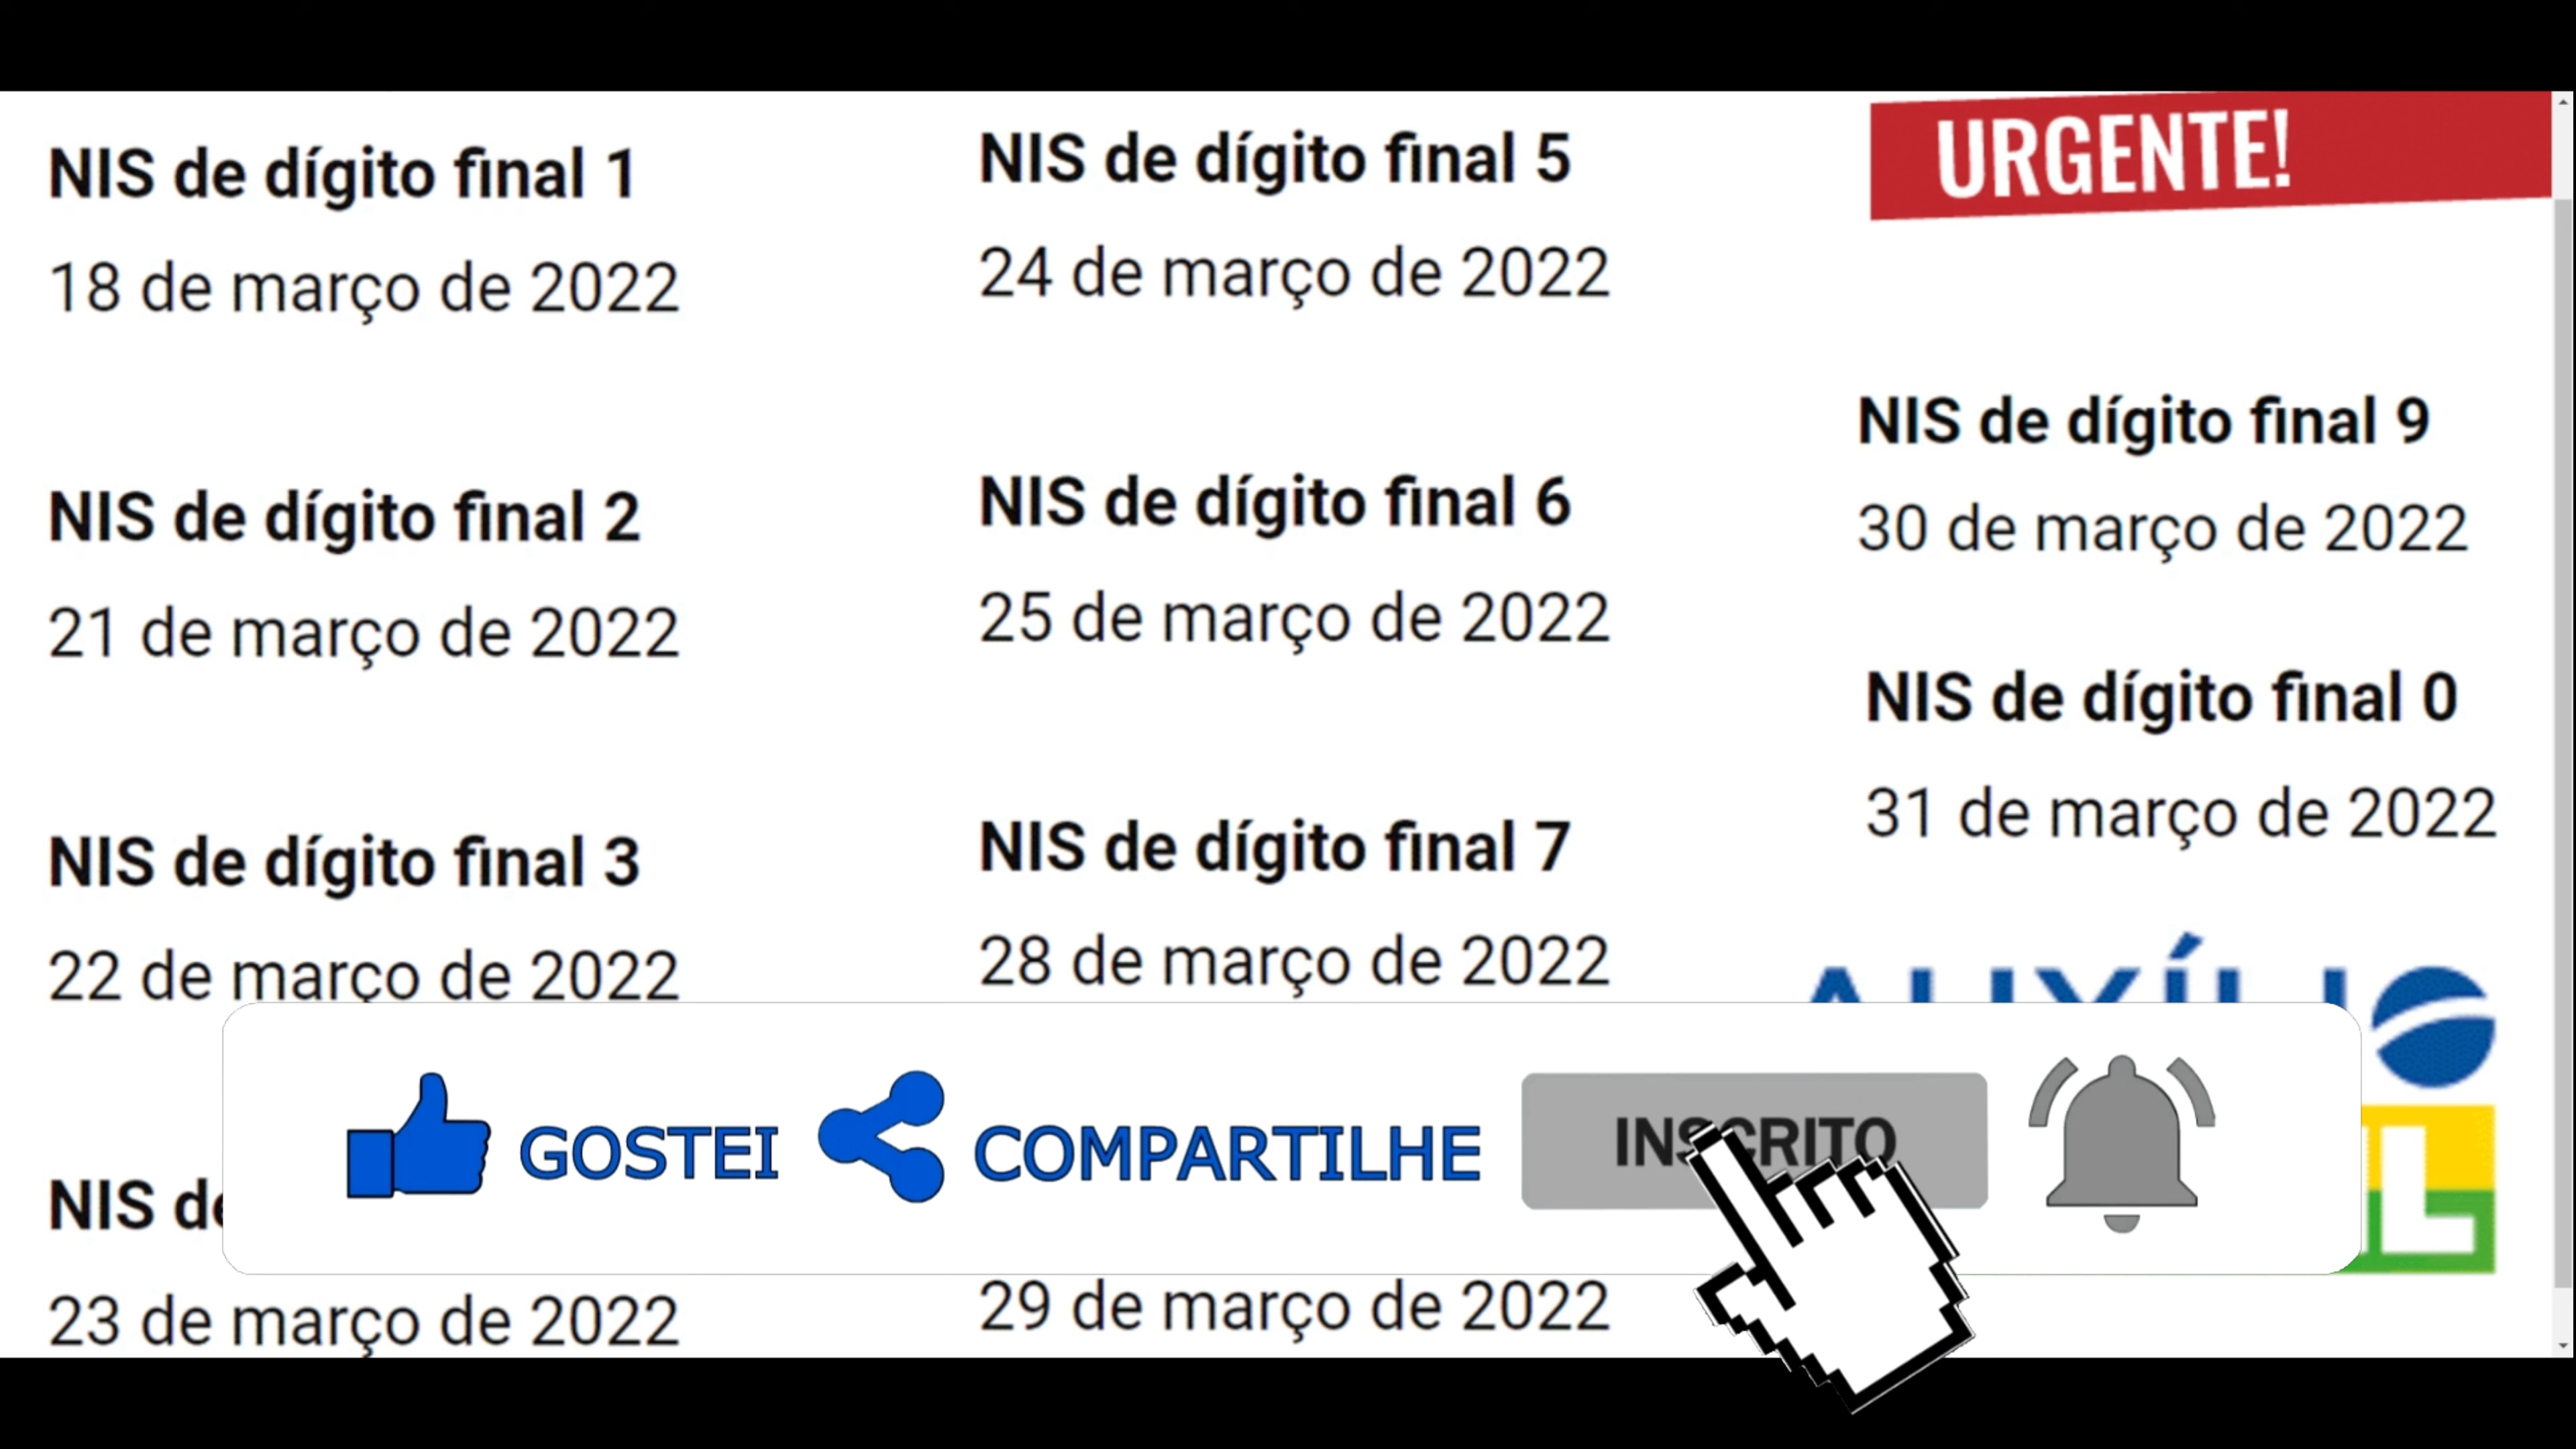 NIS de dígito final 1
18 de março de 2022
NIS de dígito final 2
21 de março de 2022
NIS de dígito final 3
22 de março de 2022
NIS de
23 de março de 2022
NIS de dígito final 5
24 de março de 2022
NIS de dígito final 6
25 de março de 2022
NIS de dígito final 7
28 de março de 2022
29 de março de 2022
URGENTE!
NIS de dígito final 9
30 de março de 2022
NIS de dígito final 0
31 de março de 2022
AUXÍLIO
GOSTEI COMPARTILHE INSCRITO